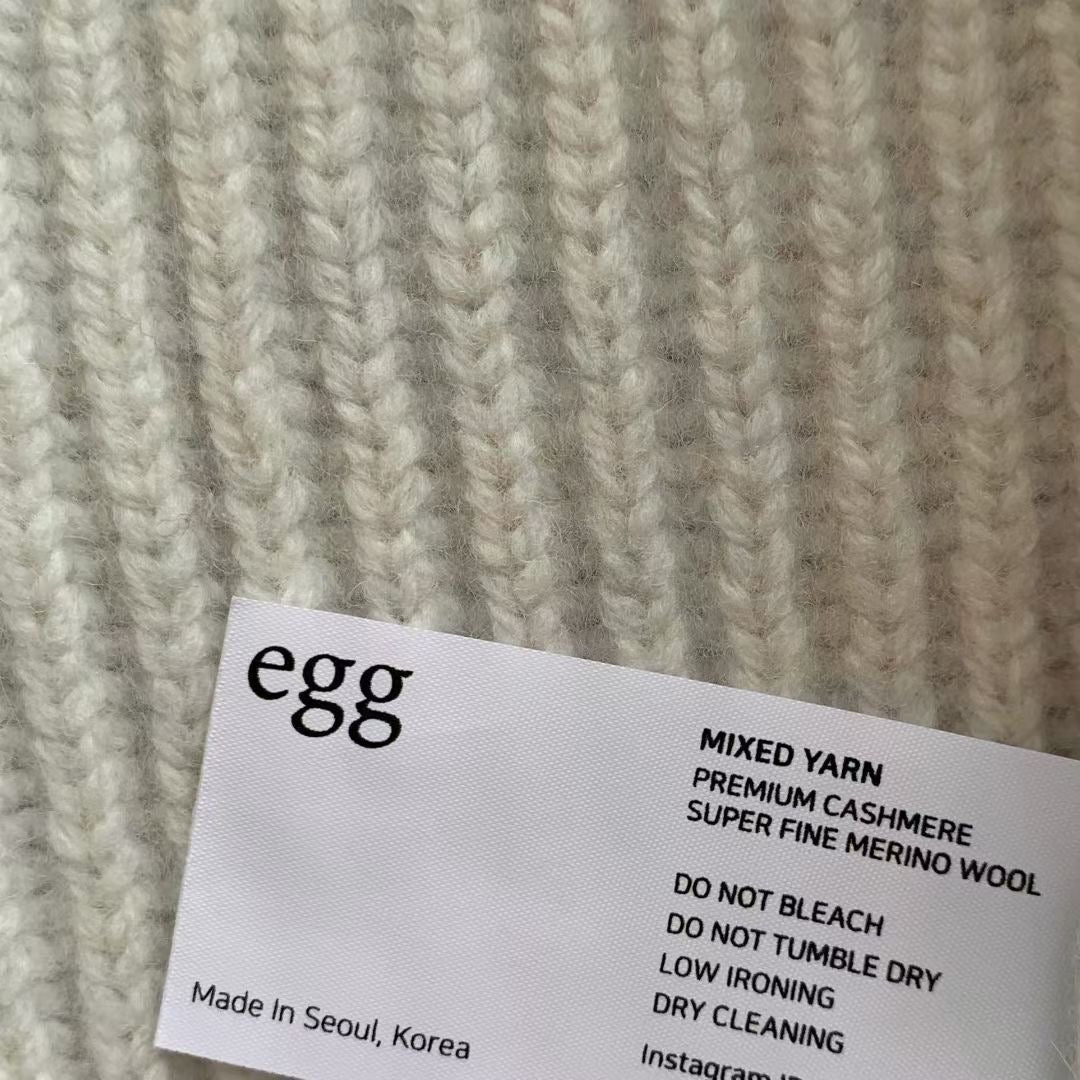 egg
MIXED YARN
PREMIUM CASHMERE
SUPER FINE MERINO WOOL
DO NOT BLEACH
DO NOT TUMBLE DRY
LOW IRONING
DRY CLEANING
Made In Seoul, Korea
Instagram